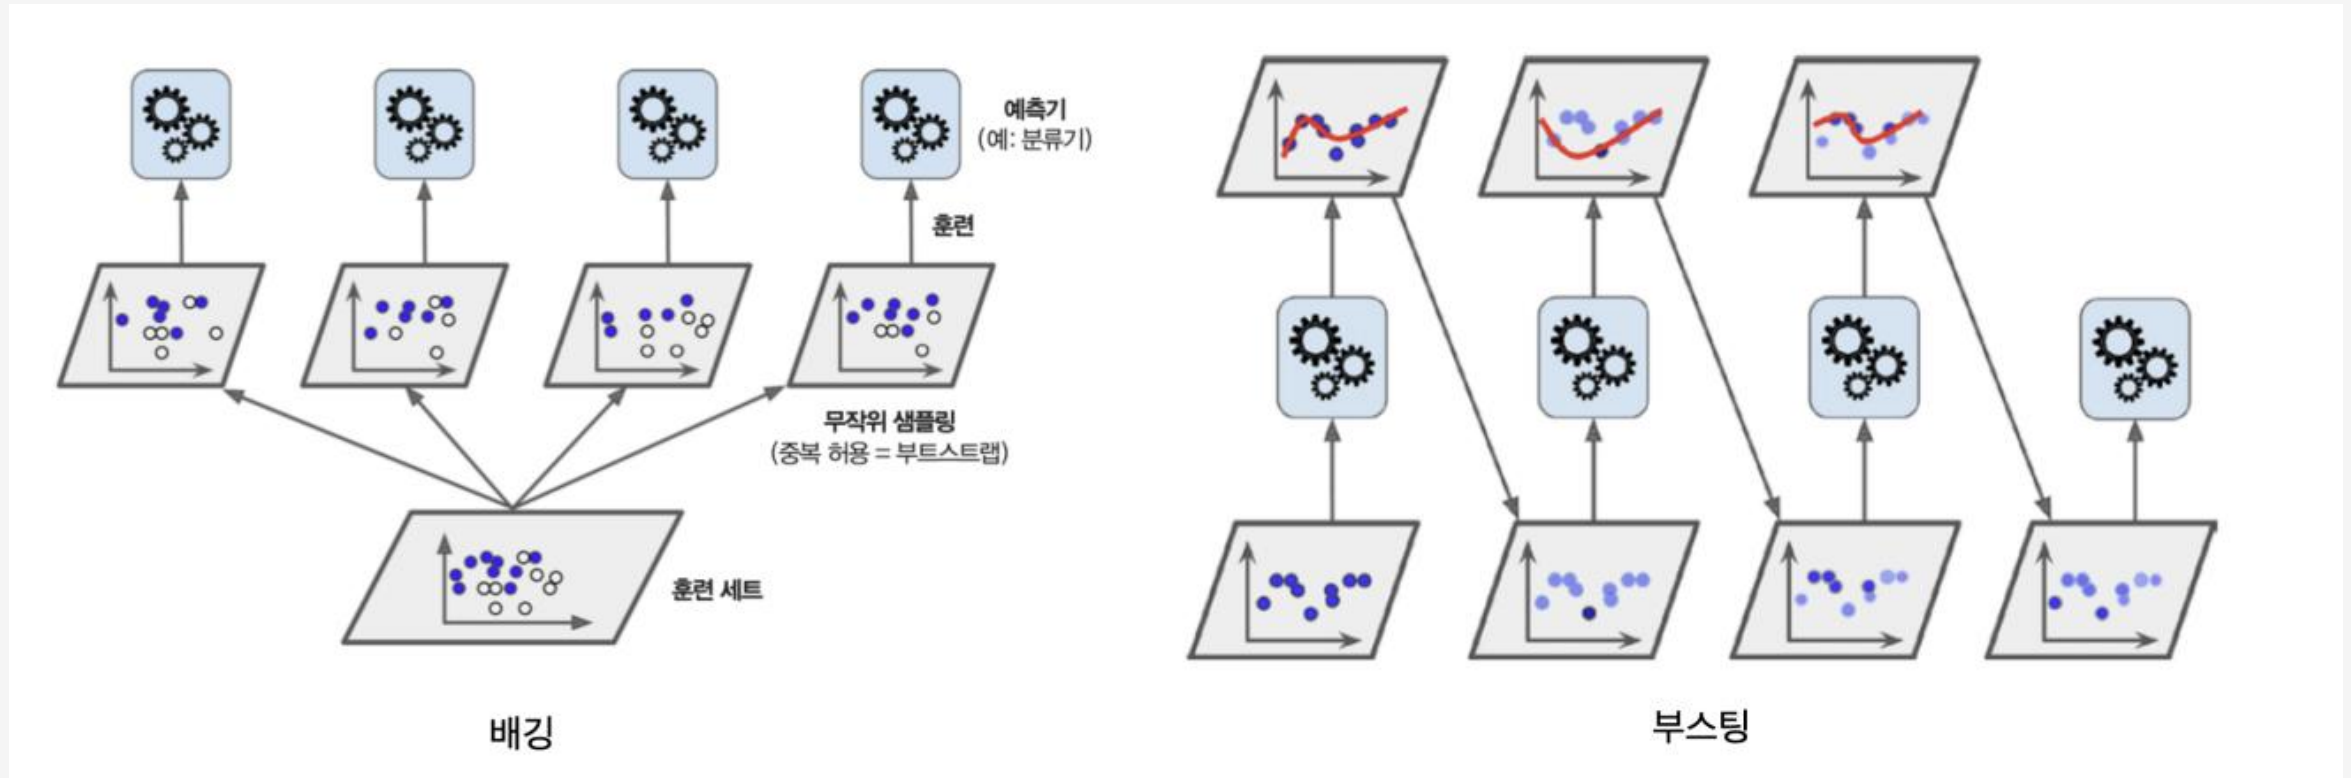 예측기
(예: 분류기)
훈련
무작위 샘플링
(중복 허용 = 부트스트랩)
훈련 세트
배깅
부스팅